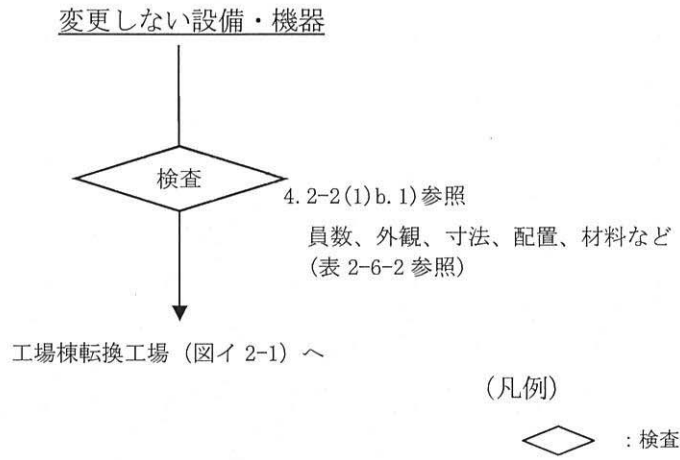 変更しない設備・機器
検査
4.2-2(1)b.1)参照
員数、外観、寸法、配置、材料など
(表 2-6-2 参照)
工場棟転換工場（図イ 2-1）へ
(凡例)
：検査